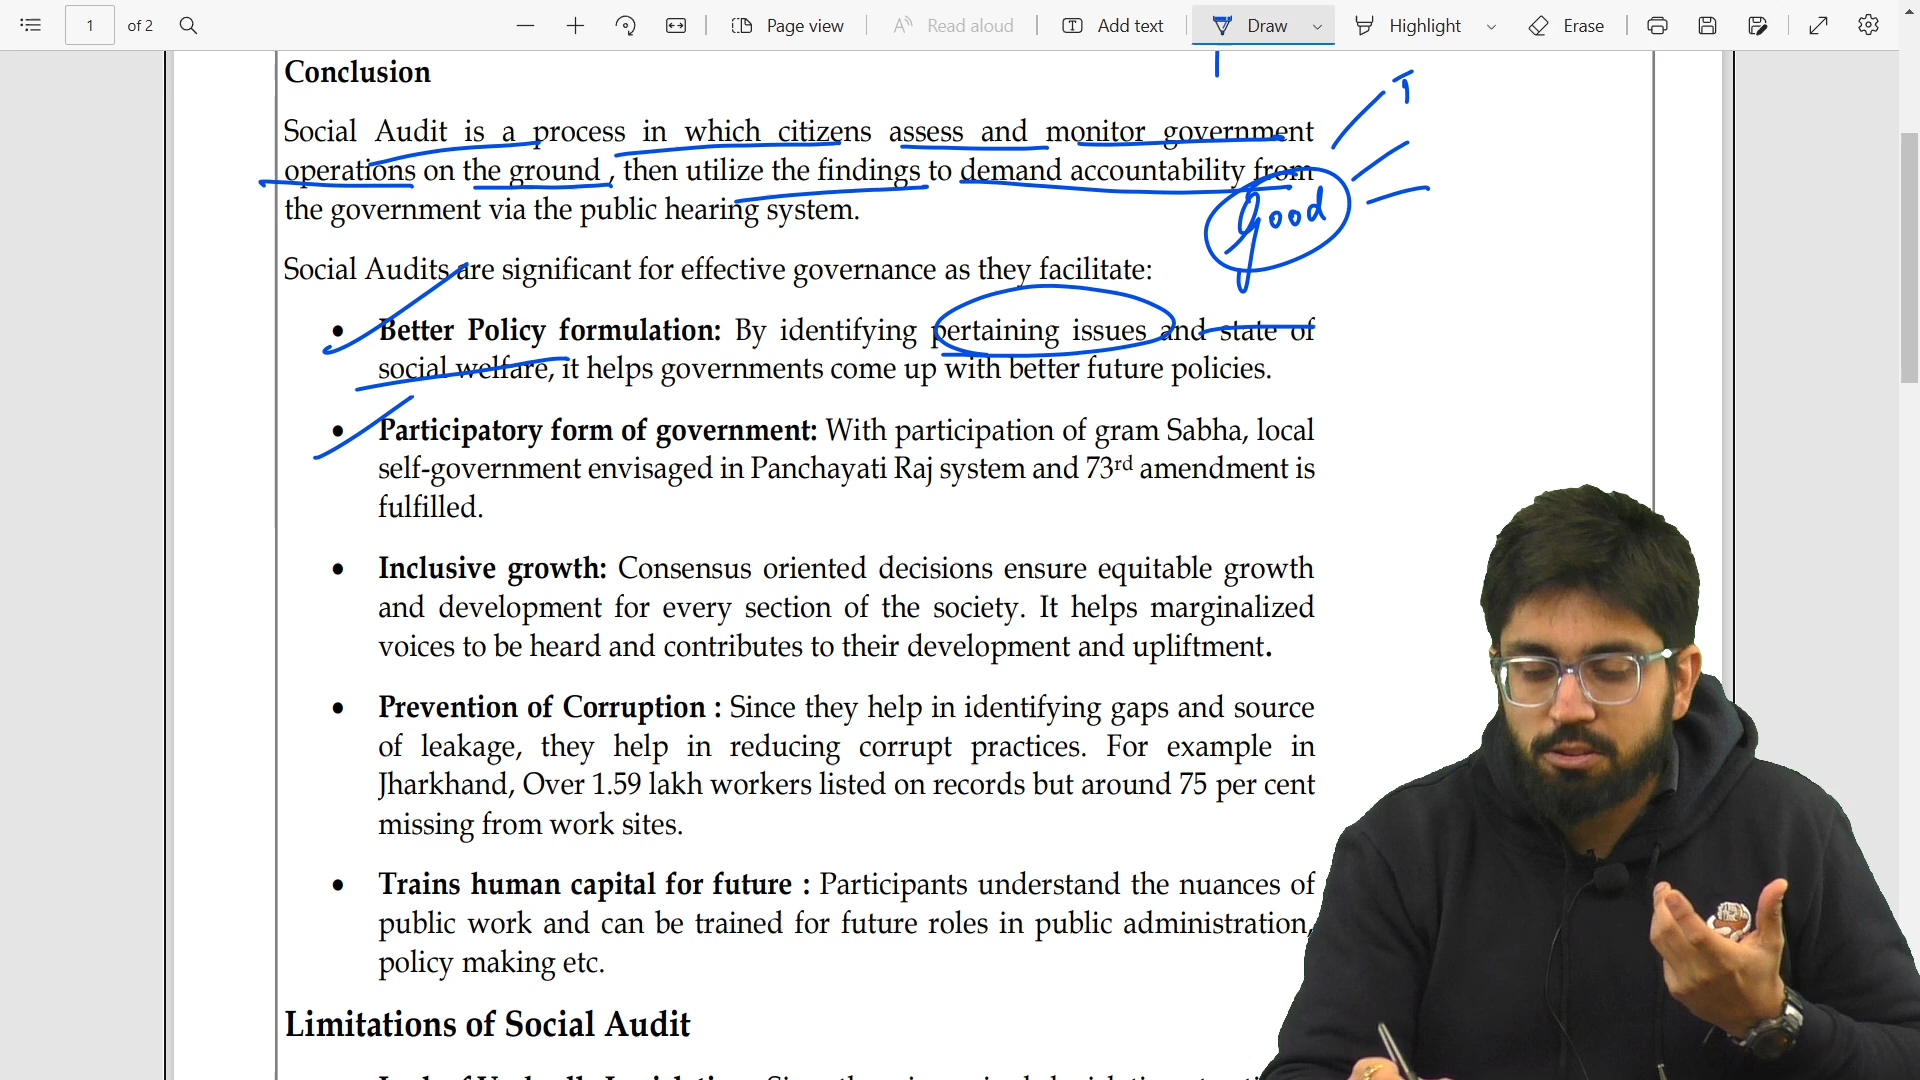 1 of 2 Page view Read aloud Add text Draw Highlight Erase
Conclusion
Social Audit is a process in which citizens assess and monitor government
operations on the ground , then utilize the findings to demand accountability from
the government via the public hearing system.
good
Social Audits are significant for effective governance as they facilitate:
• Better Policy formulation: By identifying pertaining issues and state of
social welfare, it helps governments come up with better future policies.
• Participatory form of government: With participation of gram Sabha, local
self-government envisaged in Panchayati Raj system and 73rd amendment is
fulfilled.
• Inclusive growth: Consensus oriented decisions ensure equitable growth
and development for every section of the society. It helps marginalized
voices to be heard and contributes to their development and upliftment.
• Prevention of Corruption : Since they help in identifying gaps and source
of leakage, they help in reducing corrupt practices. For example in
Jharkhand, Over 1.59 lakh workers listed on records but around 75 per cent
missing from work sites.
• Trains human capital for future : Participants understand the nuances of
public work and can be trained for future roles in public administration,
policy making etc.
Limitations of Social Audit